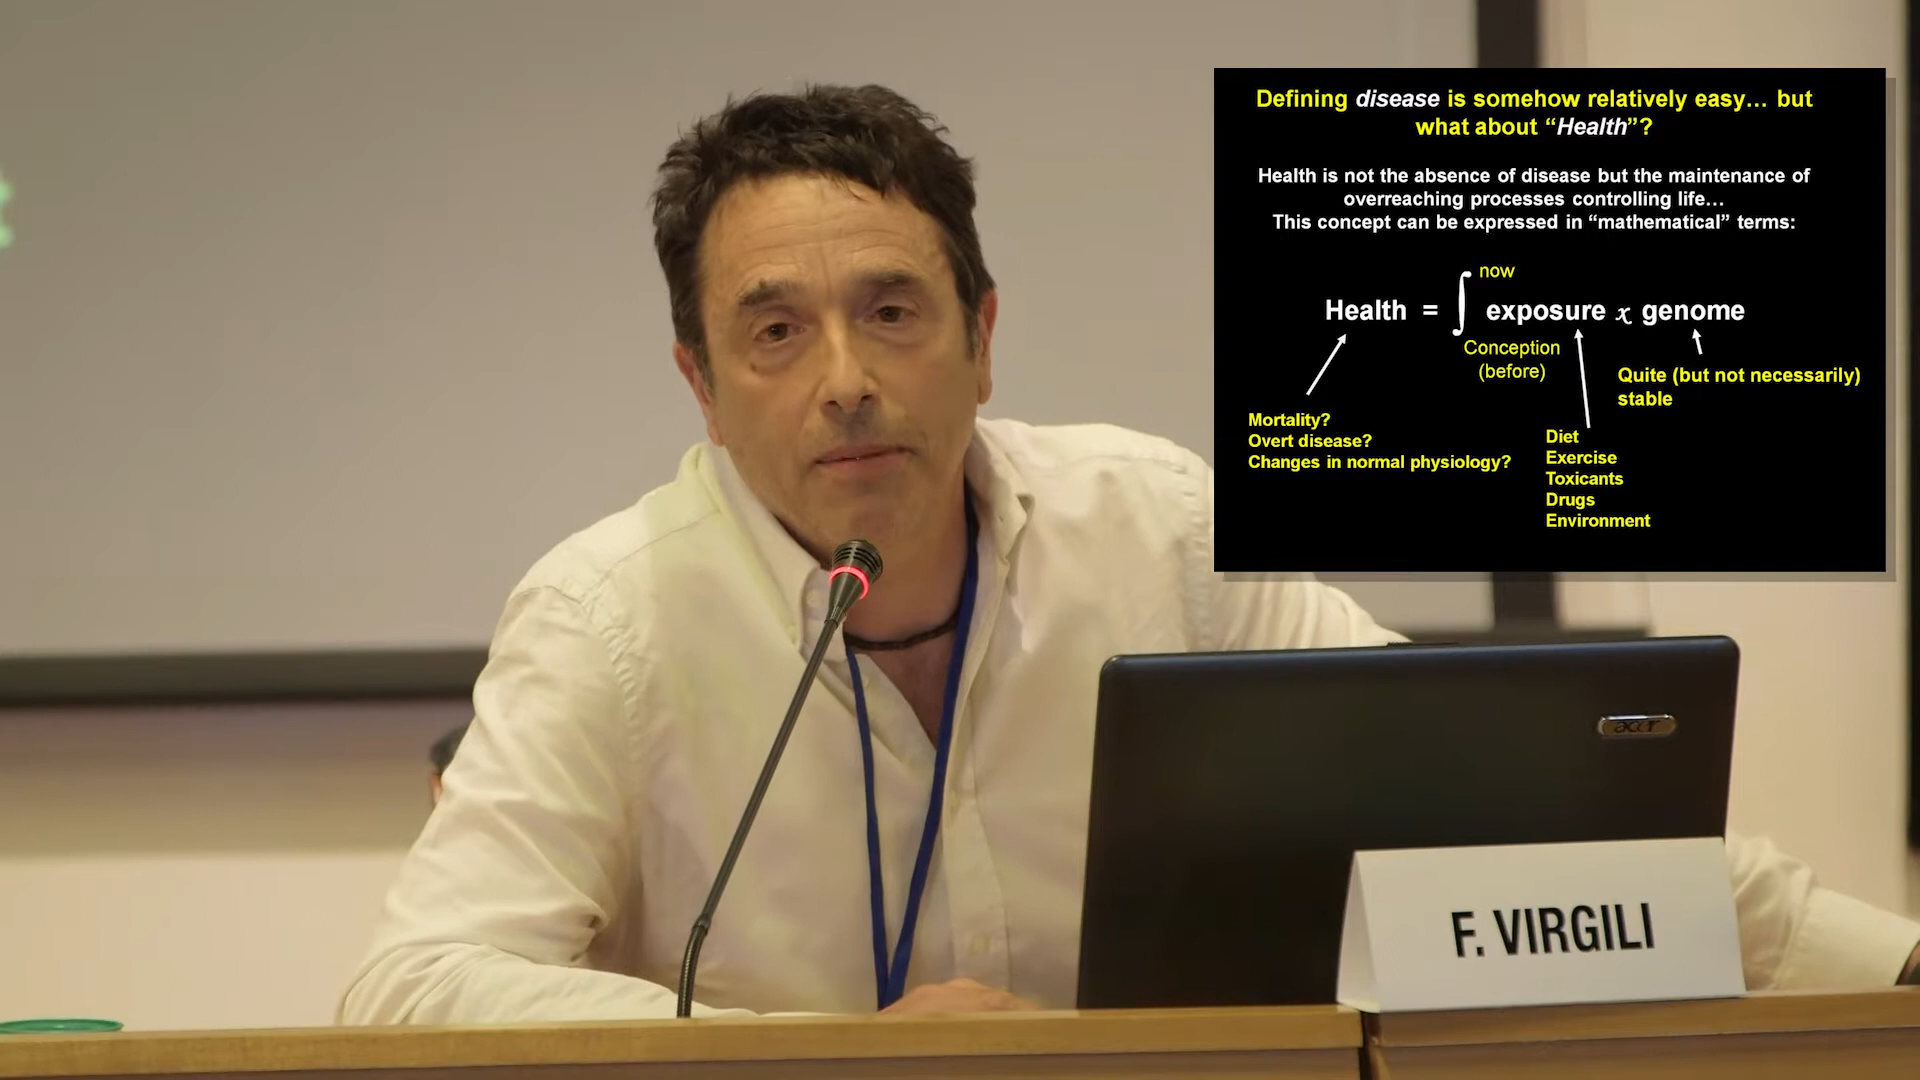 Defining disease is somehow relatively easy… but
what about “Health”?
Health is not the absence of disease but the maintenance of
overreaching processes controlling life…
This concept can be expressed in “mathematical” terms:
now
Health = ∫ exposure x genome
Conception
(before)
Quite (but not necessarily)
stable
Mortality?
Overt disease?
Changes in normal physiology?
Diet
Exercise
Toxicants
Drugs
Environment
acer
F. VIRGILI